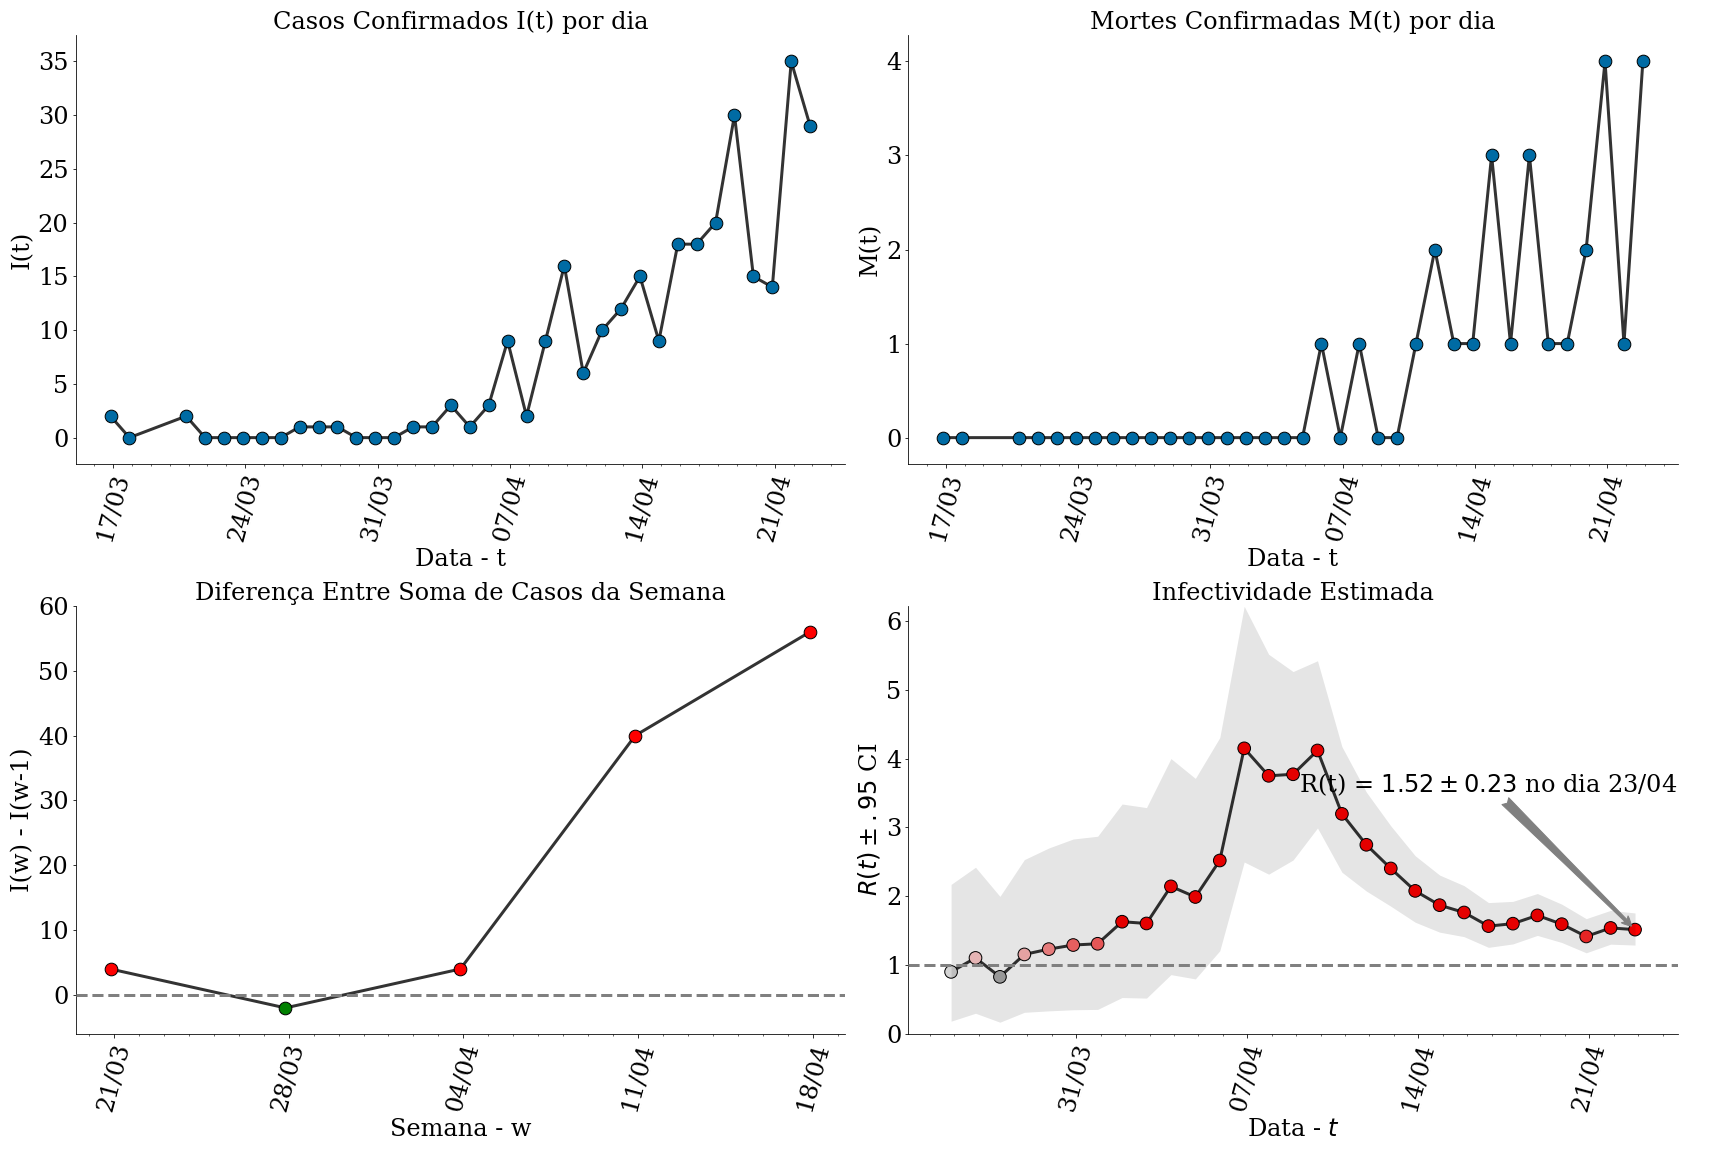 Casos Confirmados I(t) por dia
I(t)
35
30
25
20
15
10
5
0
17/03 24/03 31/03 07/04 14/04 21/04
Data - t
Mortes Confirmadas M(t) por dia
M(t)
4
3
2
1
0
17/03 24/03 31/03 07/04 14/04 21/04
Data - t
Diferença Entre Soma de Casos da Semana
I(w) - I(w-1)
60
50
40
30
20
10
0
21/03 28/03 04/04 11/04 18/04
Semana - w
Infectividade Estimada
R(t) ± .95 CI
6
5
4
3
2
1
0
R(t) = 1.52 ± 0.23 no dia 23/04
31/03 07/04 14/04 21/04
Data - t